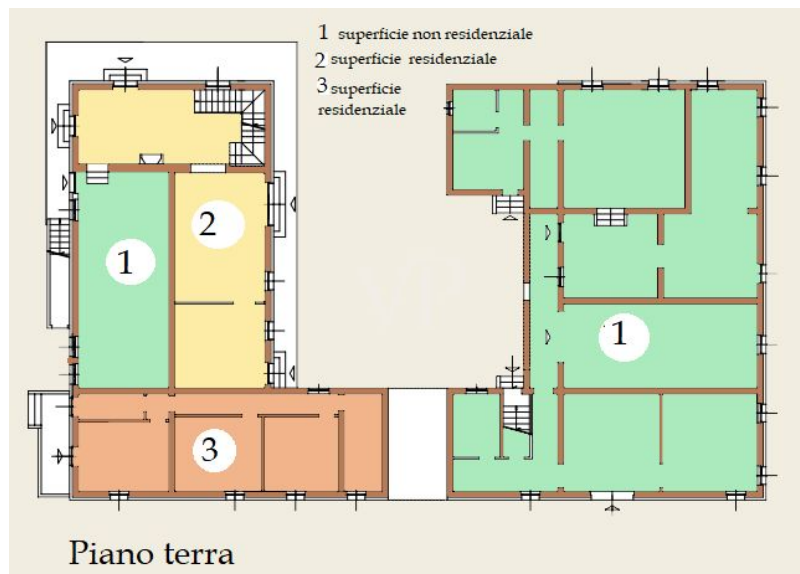 1 superficie non residenziale
2 superficie residenziale
3 superficie
residenziale
2
1
1
3
Piano terra